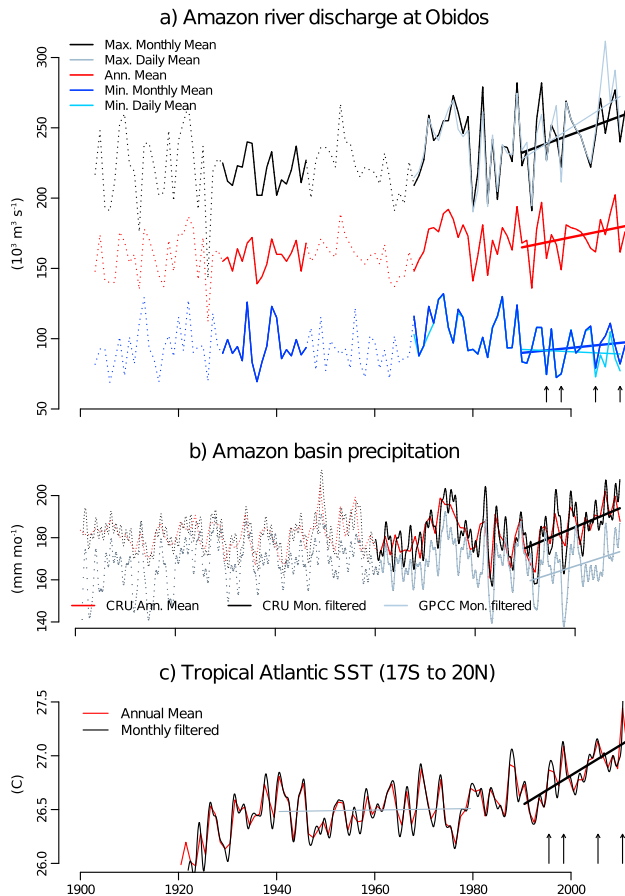 a) Amazon river discharge at Obidos
Max. Monthly Mean
Max. Daily Mean
Ann. Mean
Min. Monthly Mean
Min. Daily Mean
300
250
200
150
100
50
(10³ m³ s¹)
b) Amazon basin precipitation
200
180
160
140
(mm mo⁻¹)
CRU Ann. Mean
CRU Mon. filtered
GPCC Mon. filtered
c) Tropical Atlantic SST (17S to 20N)
Annual Mean
Monthly filtered
27.5
27.0
26.5
26.0
(C)
1900
1920
1940
1960
1980
2000